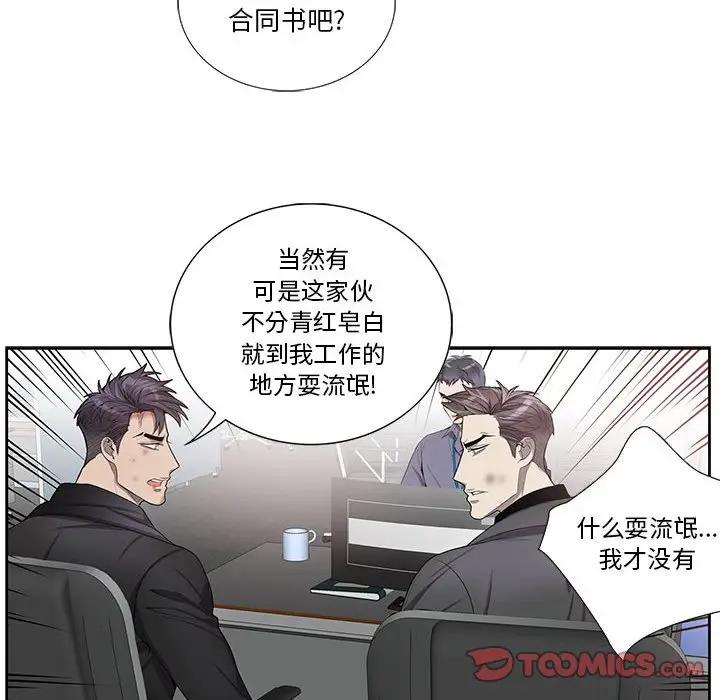 合同书吧?
当然有
可是这家伙
不分青红皂白
就到我工作的
地方耍流氓!
什么耍流氓...
我才没有
TOOMICS.COM